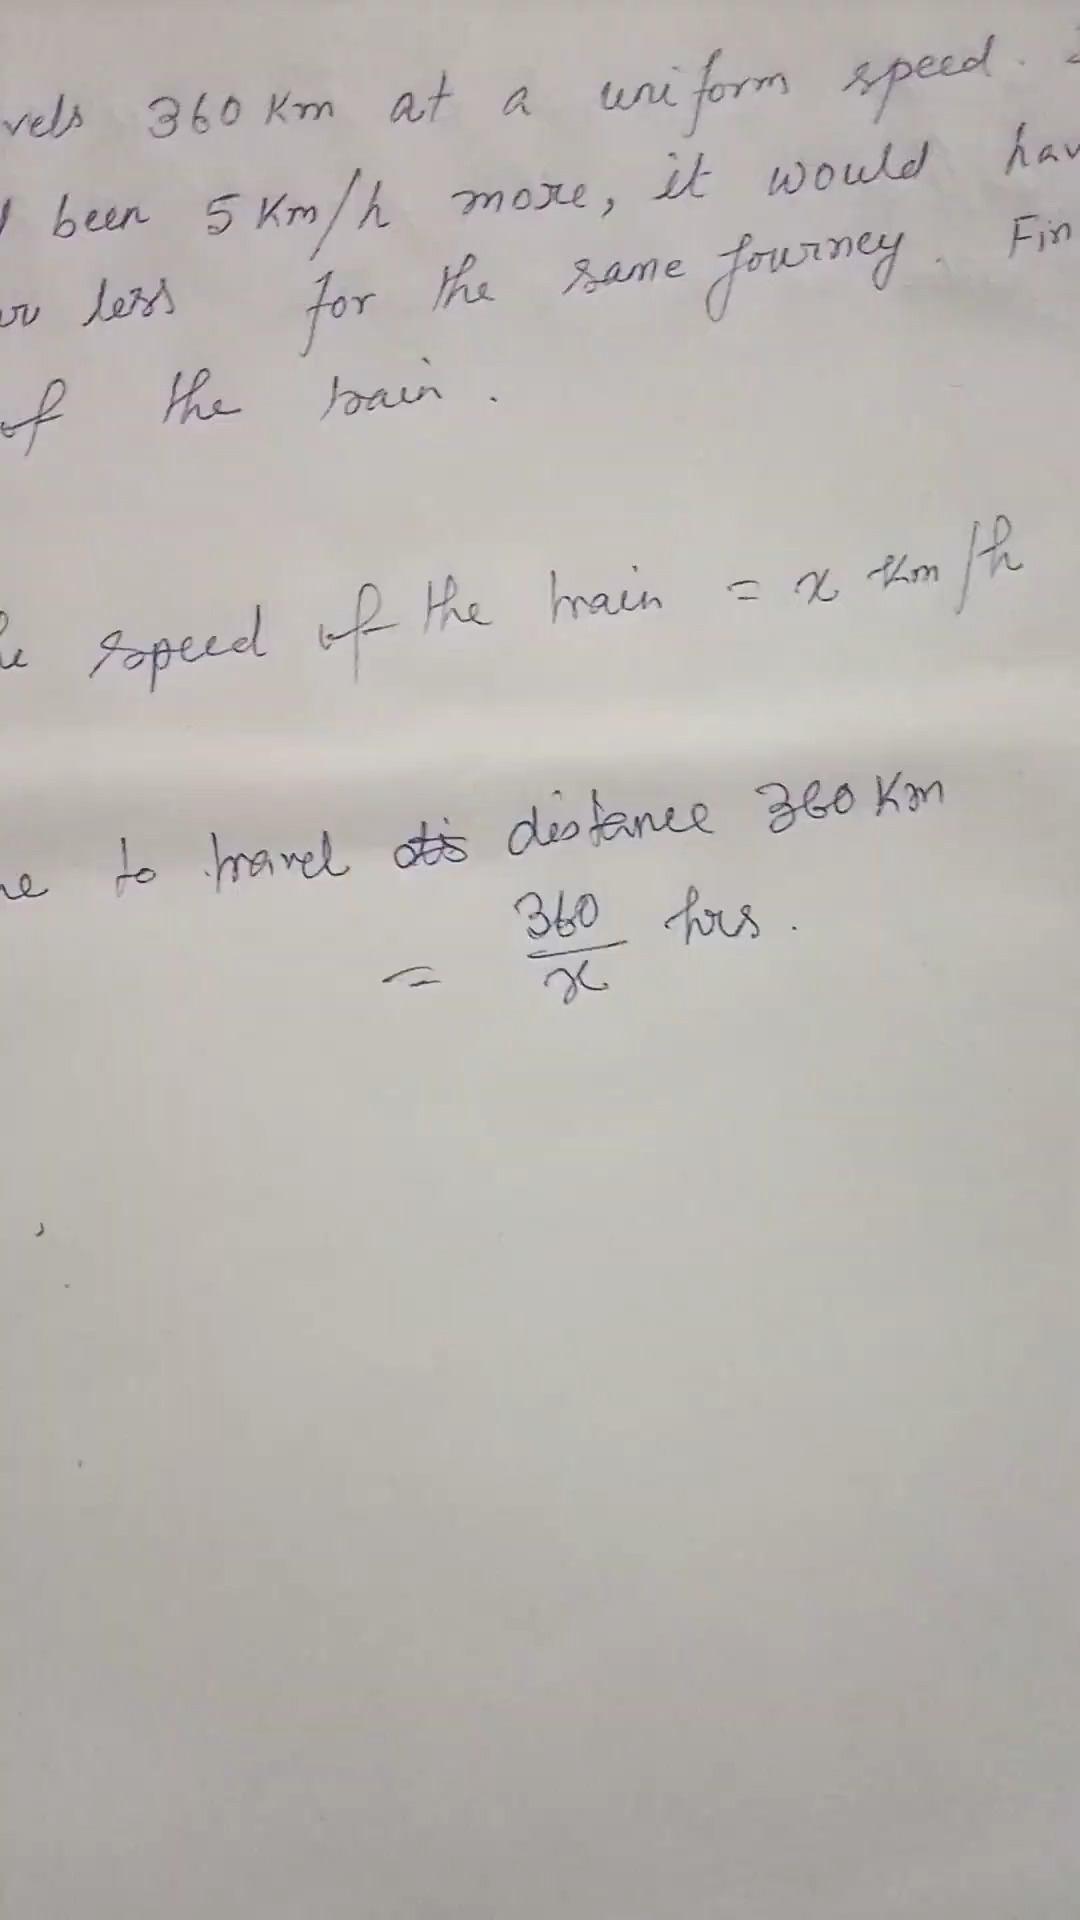 vels 360 Km at a uniform speed.
been 5 Km/h more, it would hav
less for the same journey. Fin
of the train.
speed of the train = x km/h
to travel distance 360 Km
= 360/x hrs.